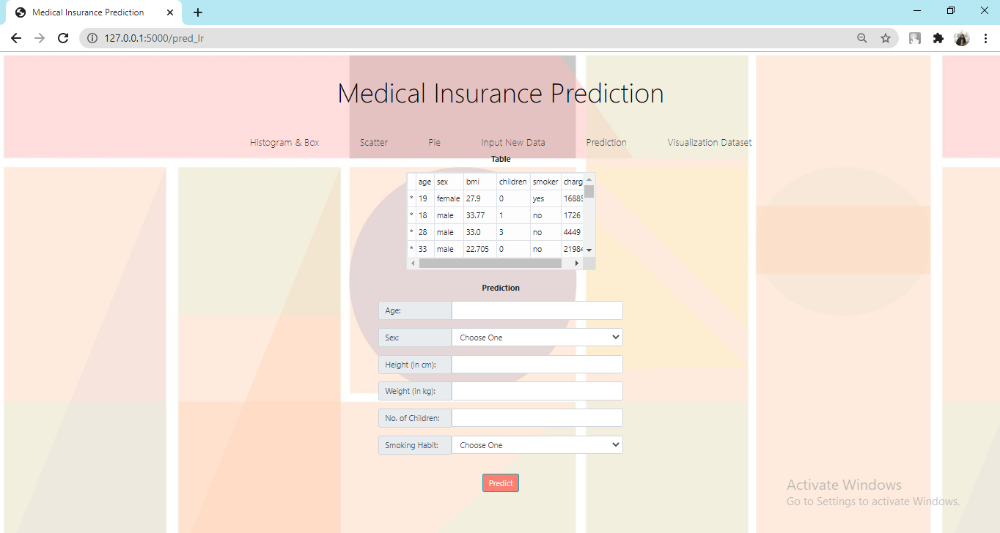 Medical Insurance Prediction
127.0.0.1:5000/pred_lr
Medical Insurance Prediction
Histogram & Box Scatter Pie Input New Data Prediction Visualization Dataset
Table
age sex bmi children smoker charg
* 19 female 27.9 0 yes 16885
* 18 male 33.77 1 no 1726
* 28 male 33.0 3 no 4449
* 33 male 22.705 0 no 21984
Prediction
Age:
Sex: Choose One
Height (in cm):
Weight (in kg):
No. of Children:
Smoking Habit: Choose One
Predict
Activate Windows
Go to Settings to activate Windows.